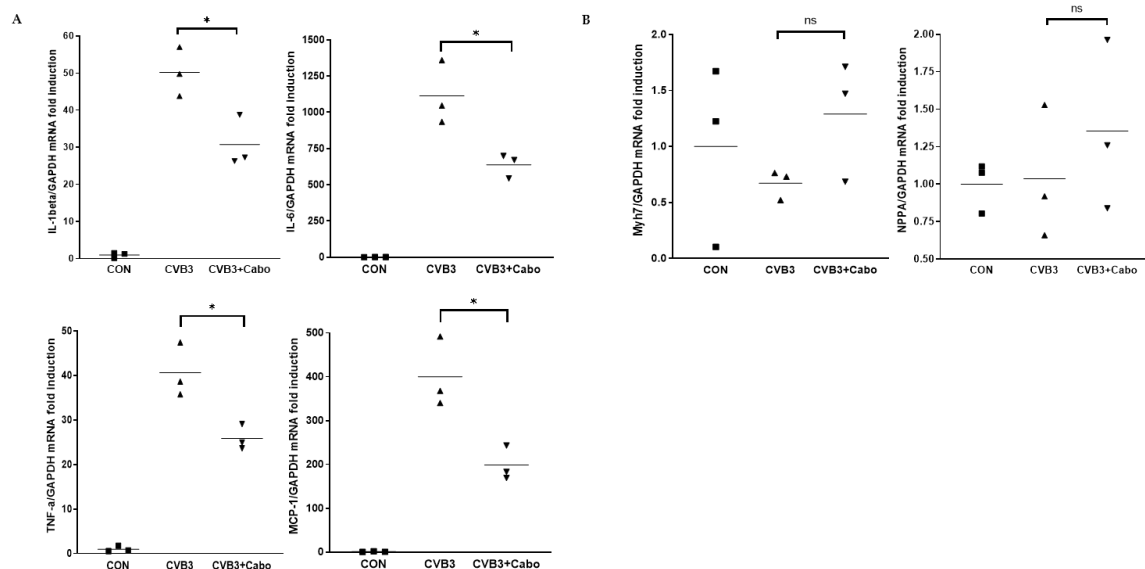 A
IL-1beta/GAPDH mRNA fold induction
60
50
40
30
20
10
0
*
CON CVB3 CVB3+Cabo
IL-6/GAPDH mRNA fold induction
1500
1250
1000
750
500
250
0
*
CON CVB3 CVB3+Cabo
TNF-a/GAPDH mRNA fold induction
50
40
30
20
10
0
*
CON CVB3 CVB3+Cabo
MCP-1/GAPDH mRNA fold induction
500
400
300
200
100
0
*
CON CVB3 CVB3+Cabo
B
Myh7/GAPDH mRNA fold induction
2.0
1.5
1.0
0.5
0.0
ns
CON CVB3 CVB3+Cabo
NPPA/GAPDH mRNA fold induction
2.00
1.75
1.50
1.25
1.00
0.75
0.50
ns
CON CVB3 CVB3+Cabo